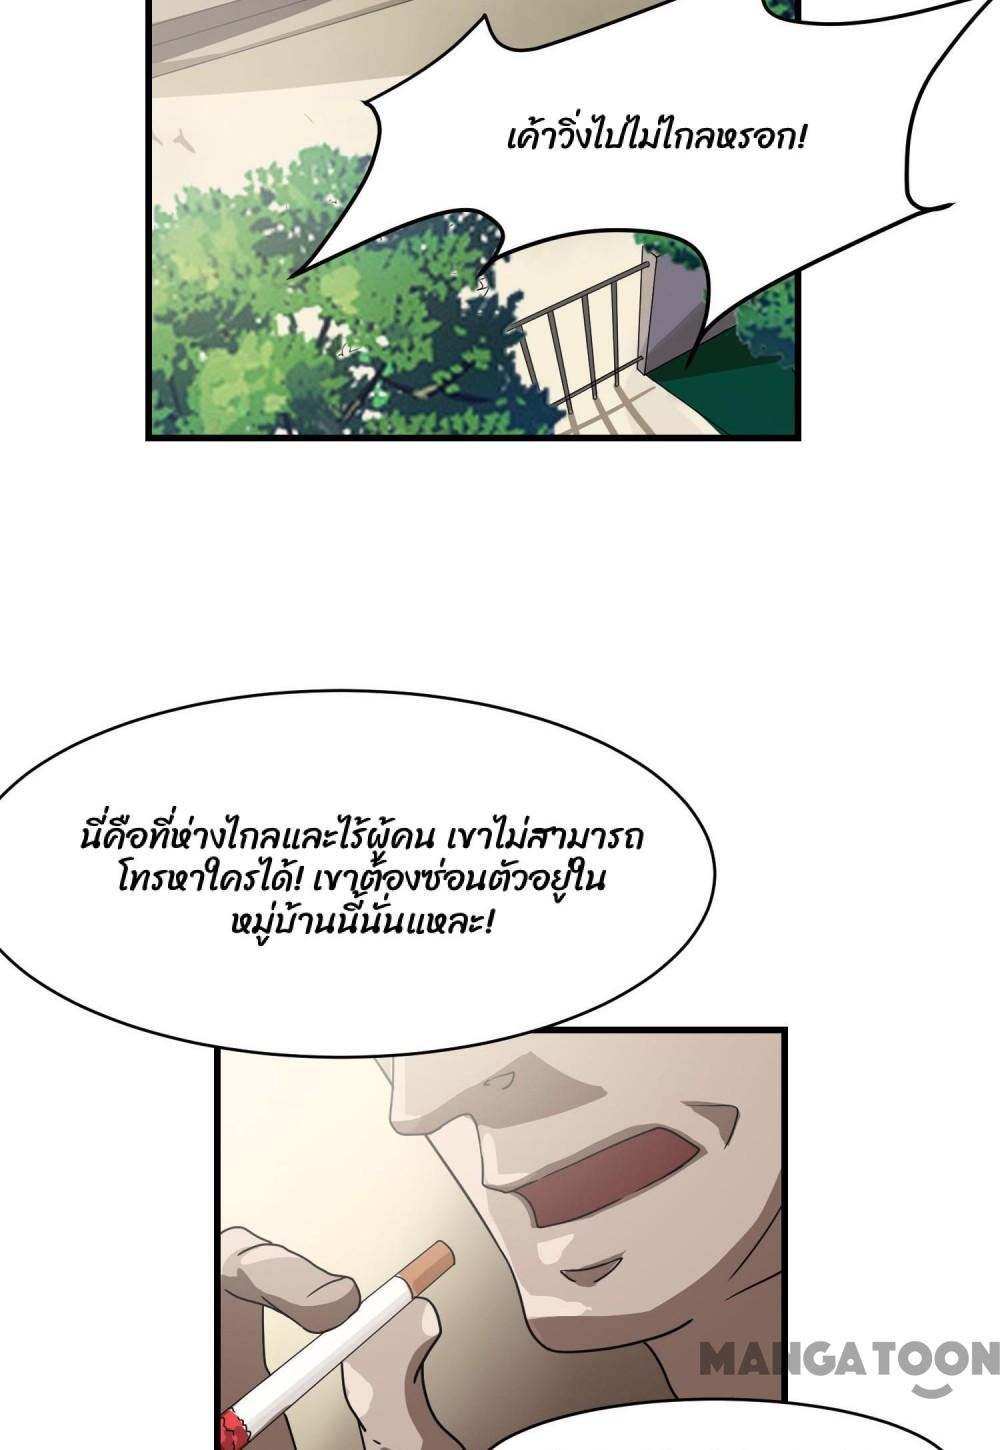 เค้าวิ่งไปไม่ไกลหรอก!
นี่คือที่ห่างไกลและไร้ผู้คน เขาไม่สามารถ
โทรหาใครได้! เขาต้องซ่อนตัวอยู่ใน
หมู่บ้านนี้นั่นแหละ!
MANGATOON